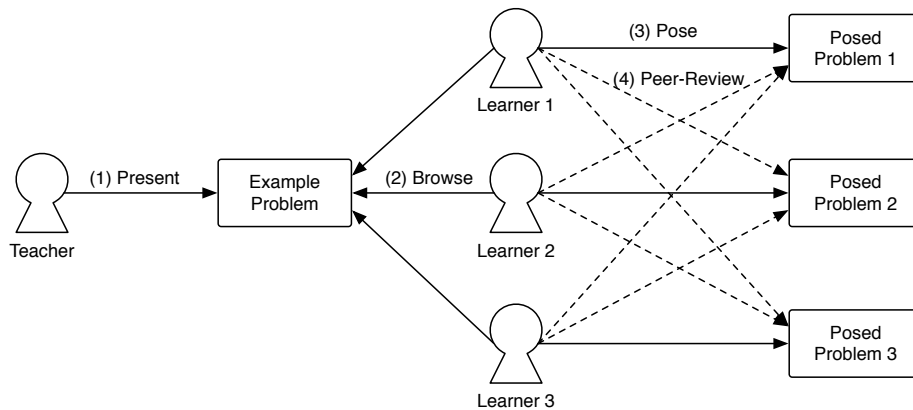 (1) Present
Teacher
Example
Problem
(2) Browse
Learner 1
Learner 2
Learner 3
(3) Pose
(4) Peer-Review
Posed
Problem 1
Posed
Problem 2
Posed
Problem 3